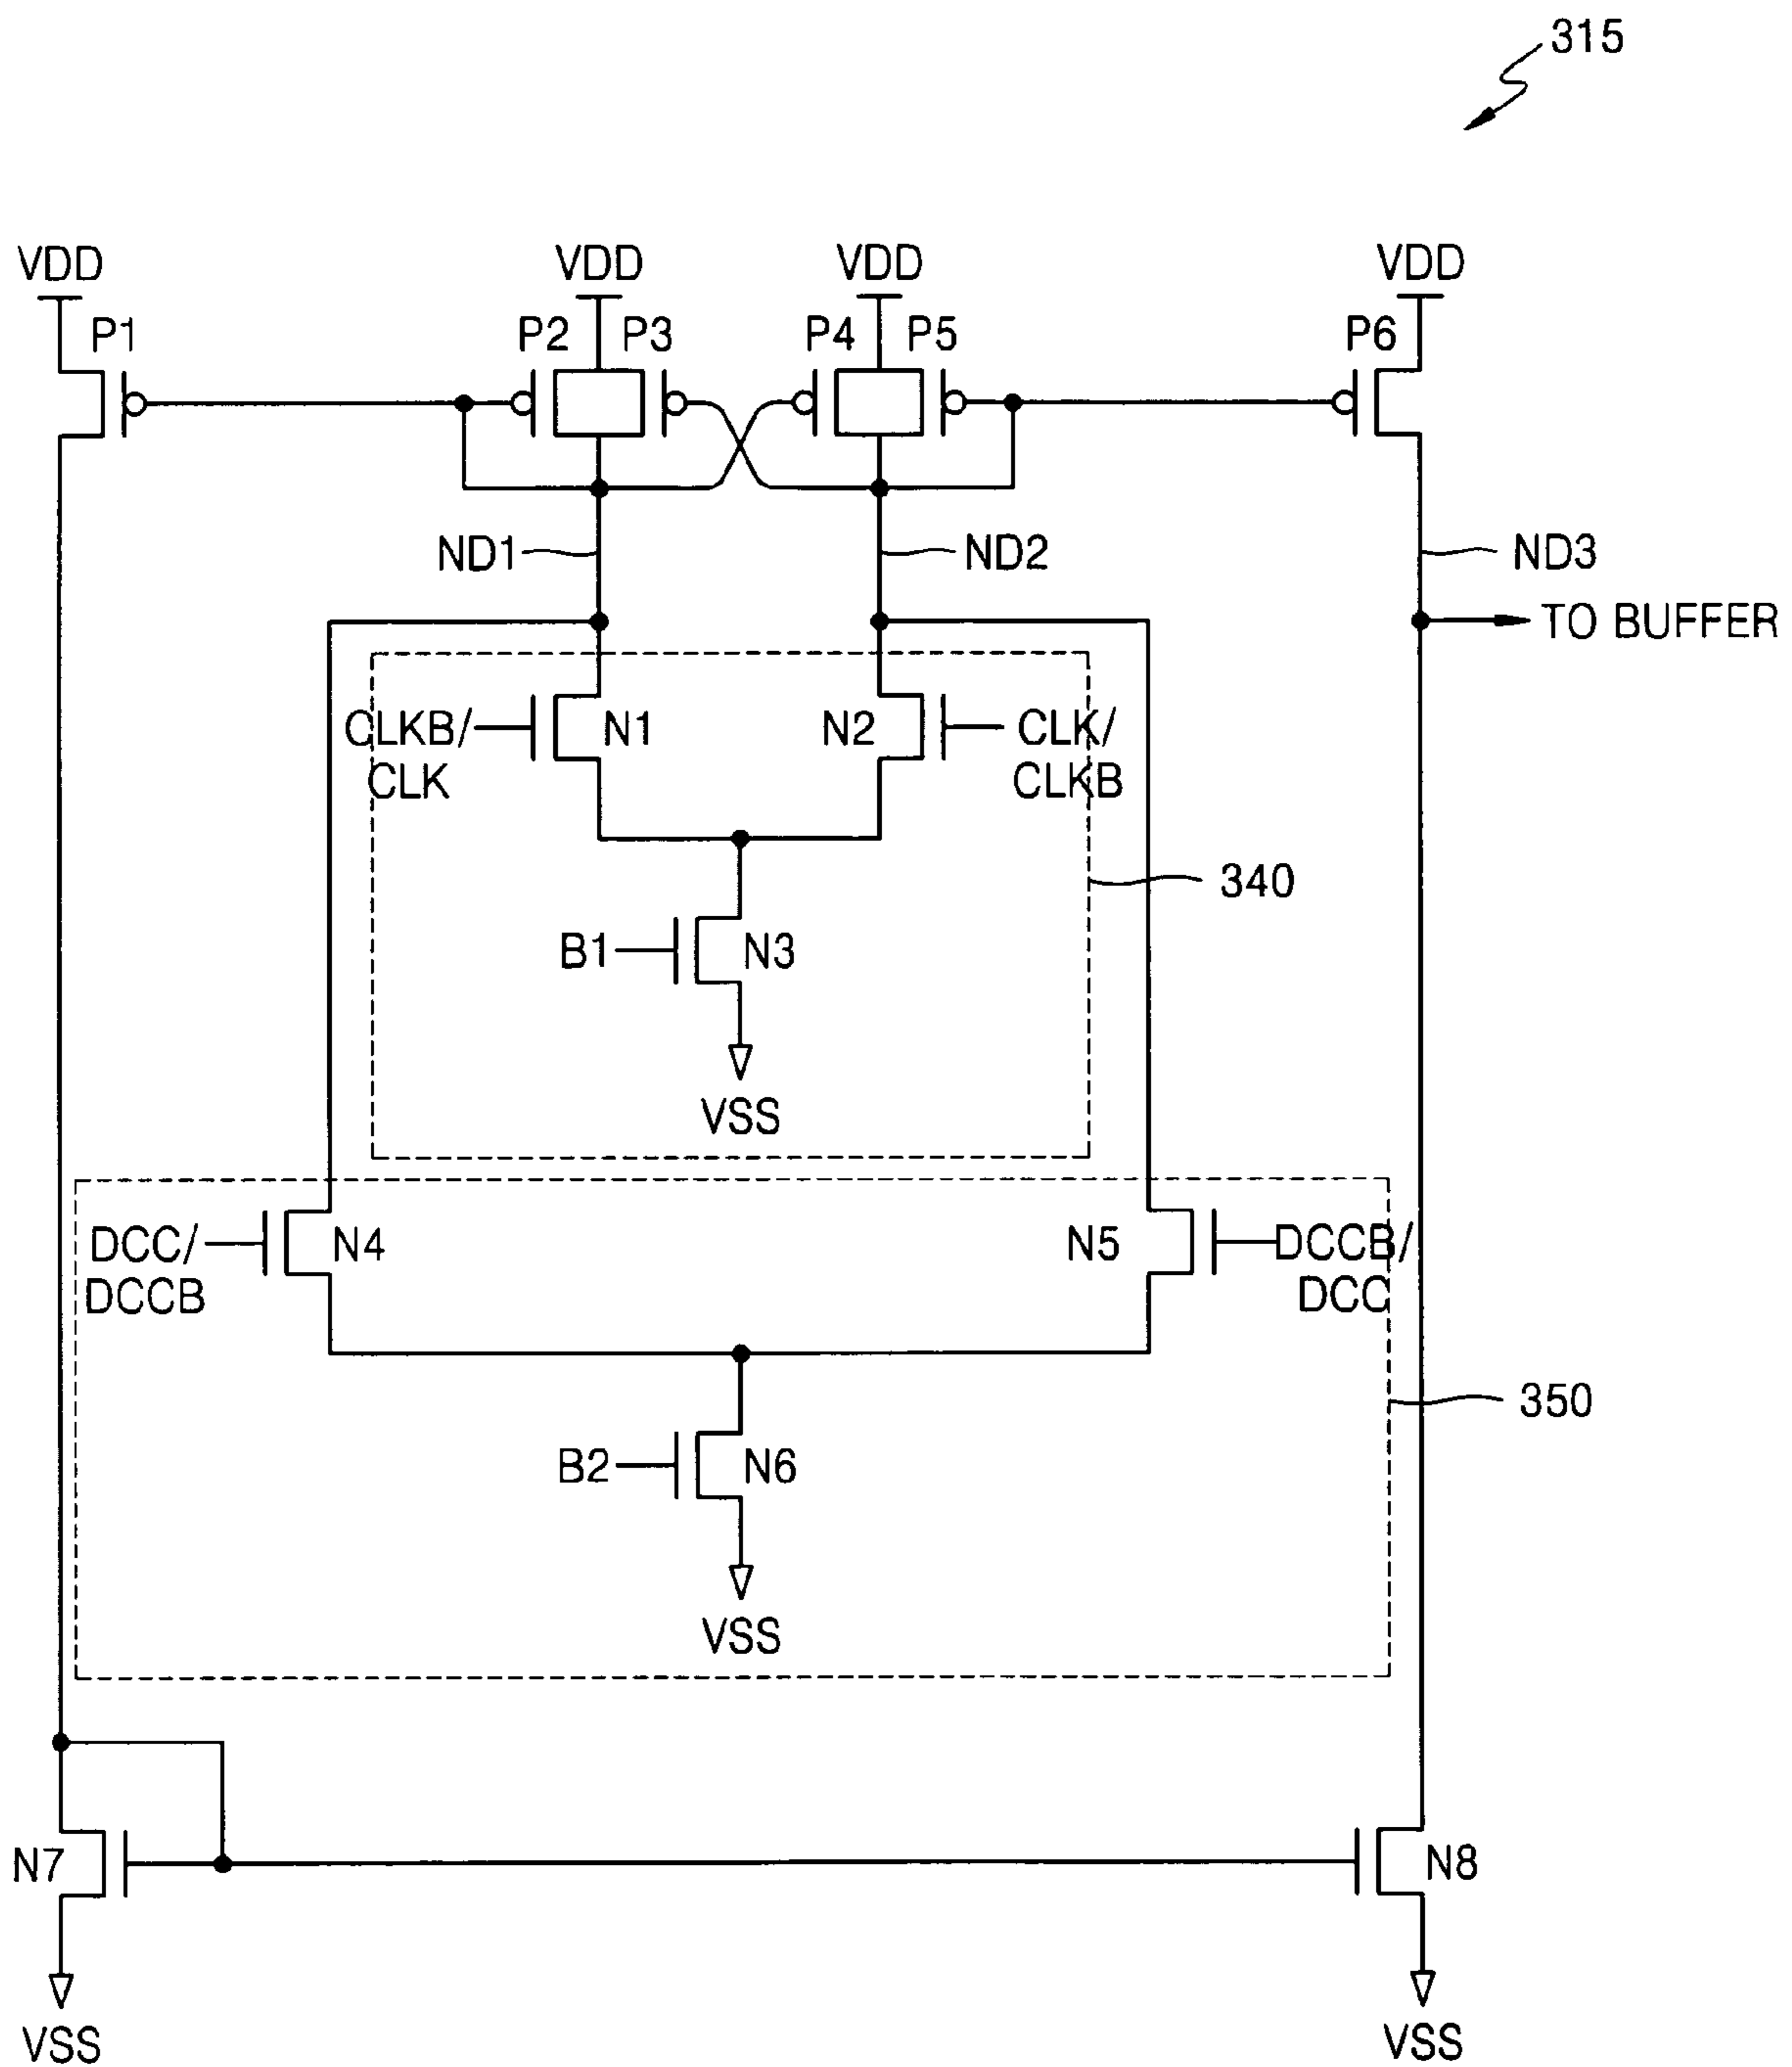 315
VDD
VDD
VDD
VDD
P1
P2
P3
P4
P5
P6
ND1
ND2
ND3
TO BUFFER
CLKB/
CLK
N1
N2
CLK/
CLKB
340
B1
N3
VSS
DCC/
DCCB
N4
N5
DCCB/
DCC
350
B2
N6
VSS
N7
N8
VSS
VSS